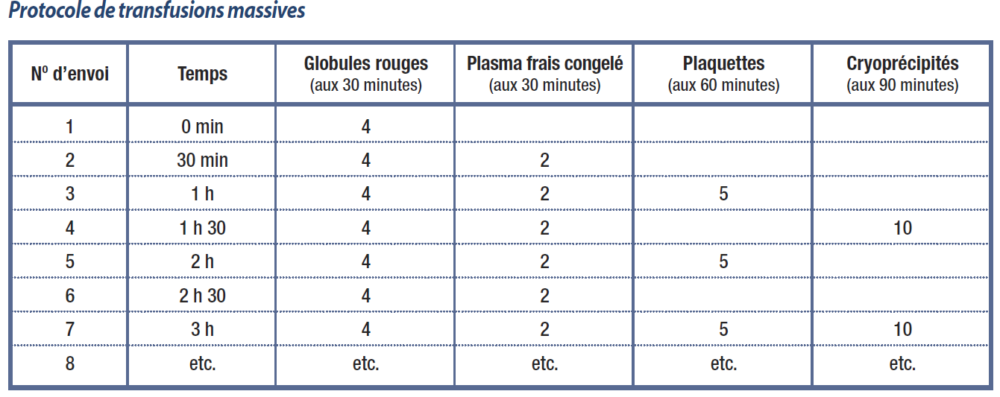 Protocole de transfusions massives
Nº d’envoi Temps Globules rouges (aux 30 minutes) Plasma frais congelé (aux 30 minutes) Plaquettes (aux 60 minutes) Cryoprécipités (aux 90 minutes)
1 0 min 4
2 30 min 4 2
3 1 h 4 2 5
4 1 h 30 4 2 10
5 2 h 4 2 5
6 2 h 30 4 2
7 3 h 4 2 5 10
8 etc. etc. etc. etc. etc.